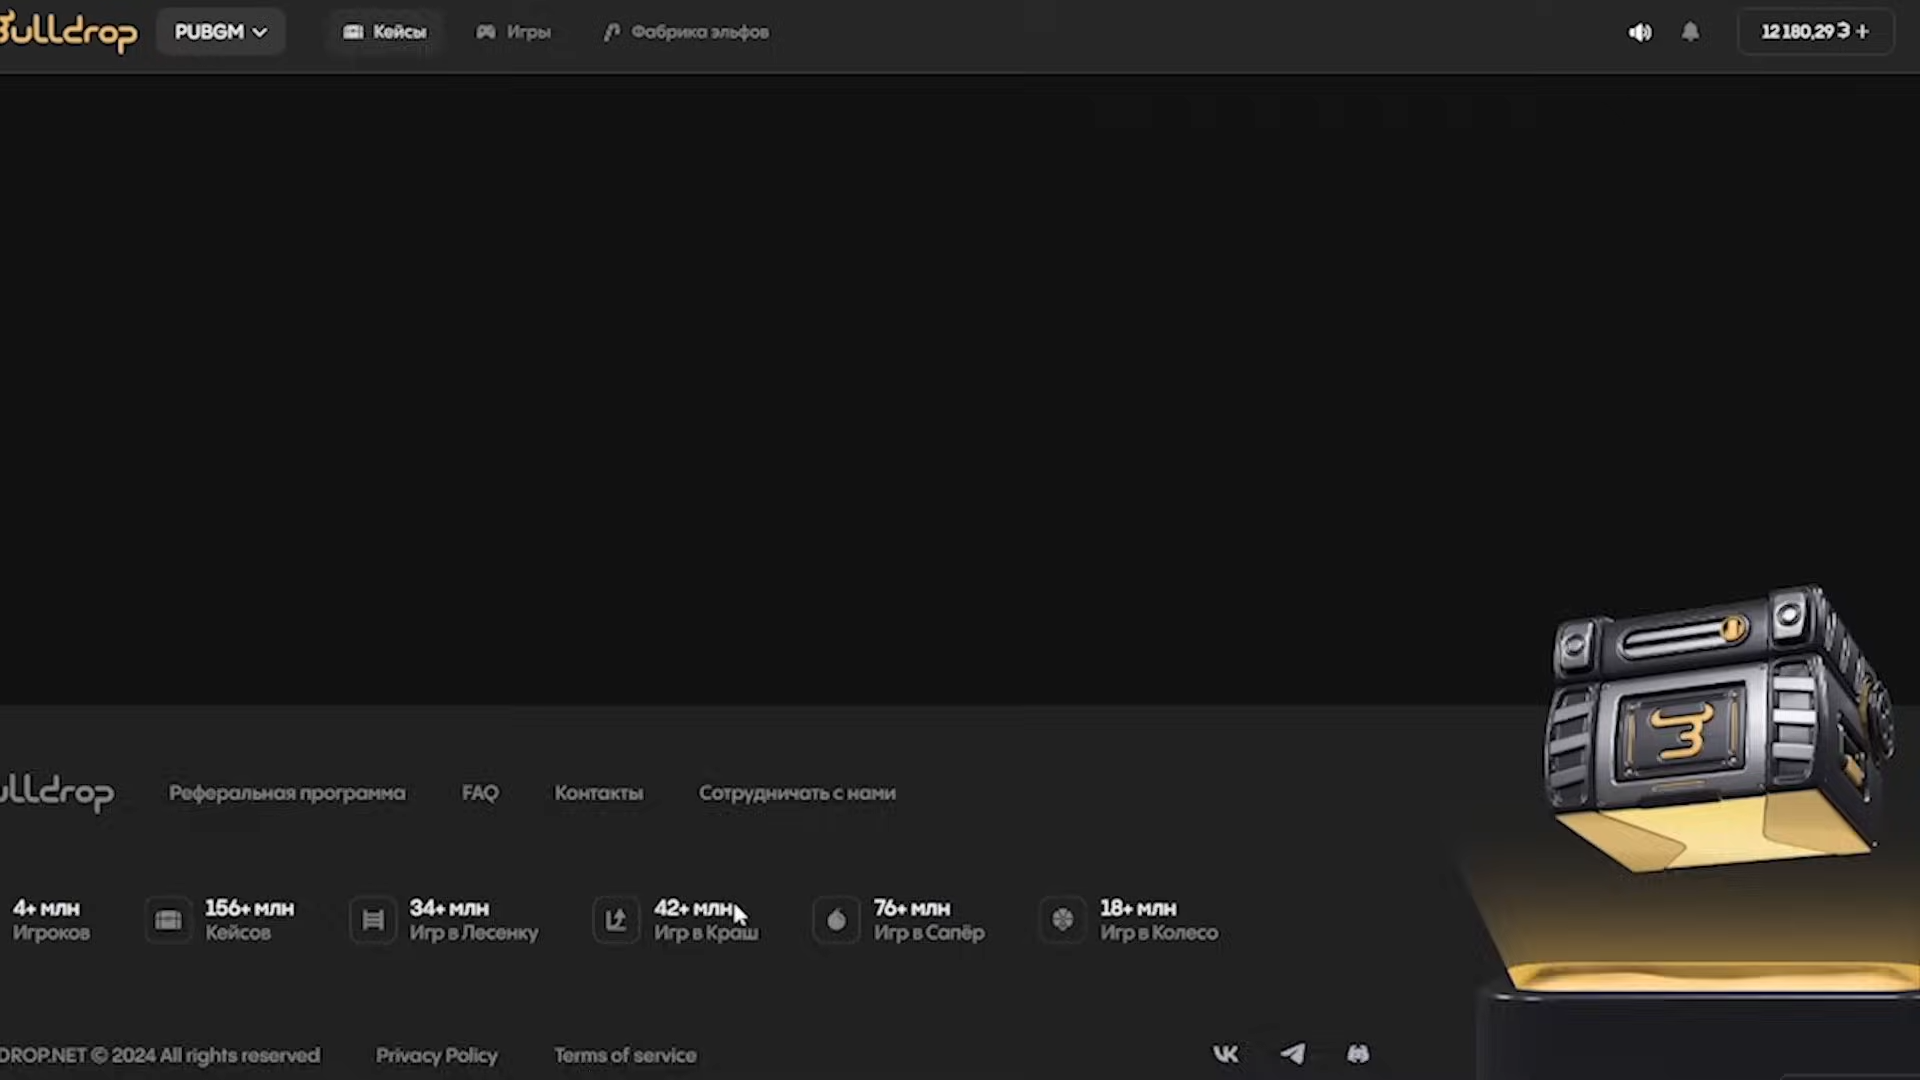 Bulldrop PUBGM Кейсы Игры Фабрика эльфов 12 180,29 +
ulldrop Реферальная программа FAQ Контакты Сотрудничать с нами
4+ млн 156+ млн 34+ млн 42+ млн 76+ млн 18+ млн
Игроков Кейсов Игр в Лесенку Игр в Краш Игр в Сапёр Игр в Колесо
DROP.NET © 2024 All rights reserved Privacy Policy Terms of service